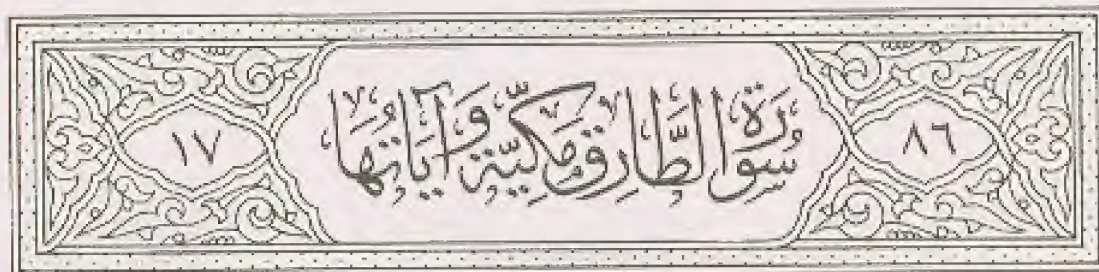 ٨٦ سُورَةُ الطَّارِقِ مَكِّيَّة وَآيَاتُهَا ١٧